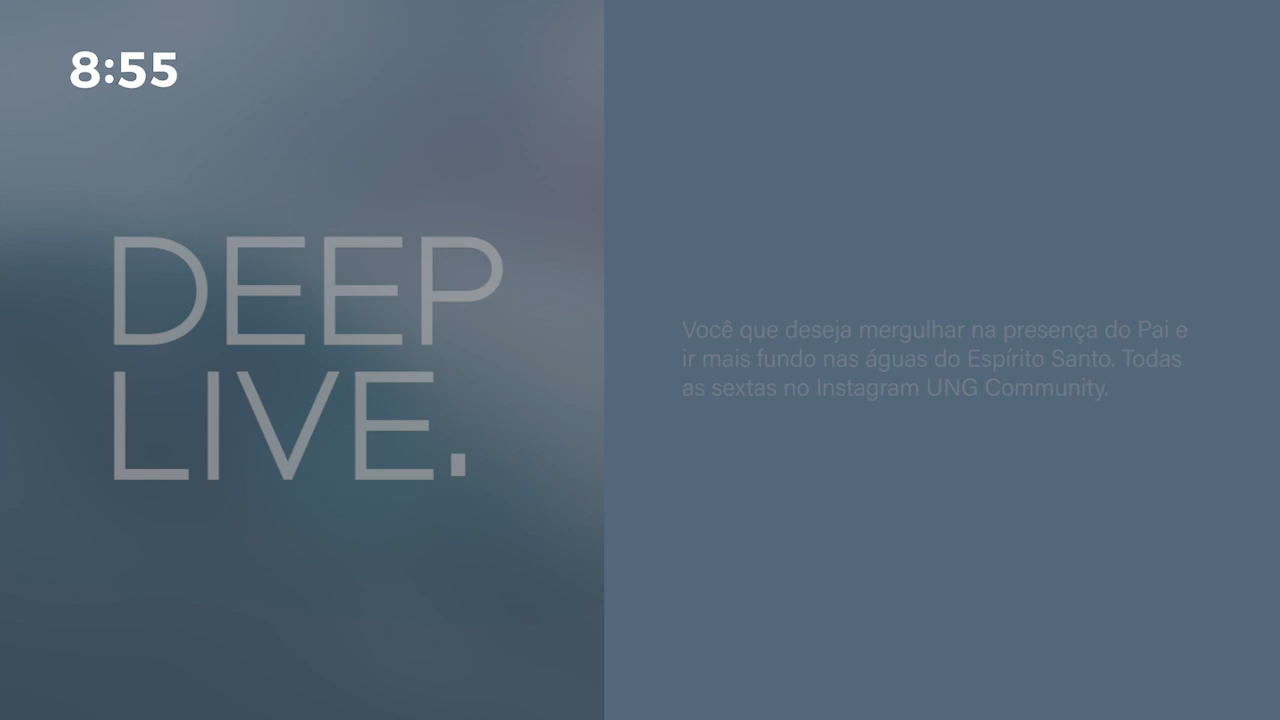 8:55
DEEP
LIVE.
Você que deseja mergulhar na presença do Pai e
ir mais fundo nas águas do Espírito Santo. Todas
as sextas no Instagram UNG Community.